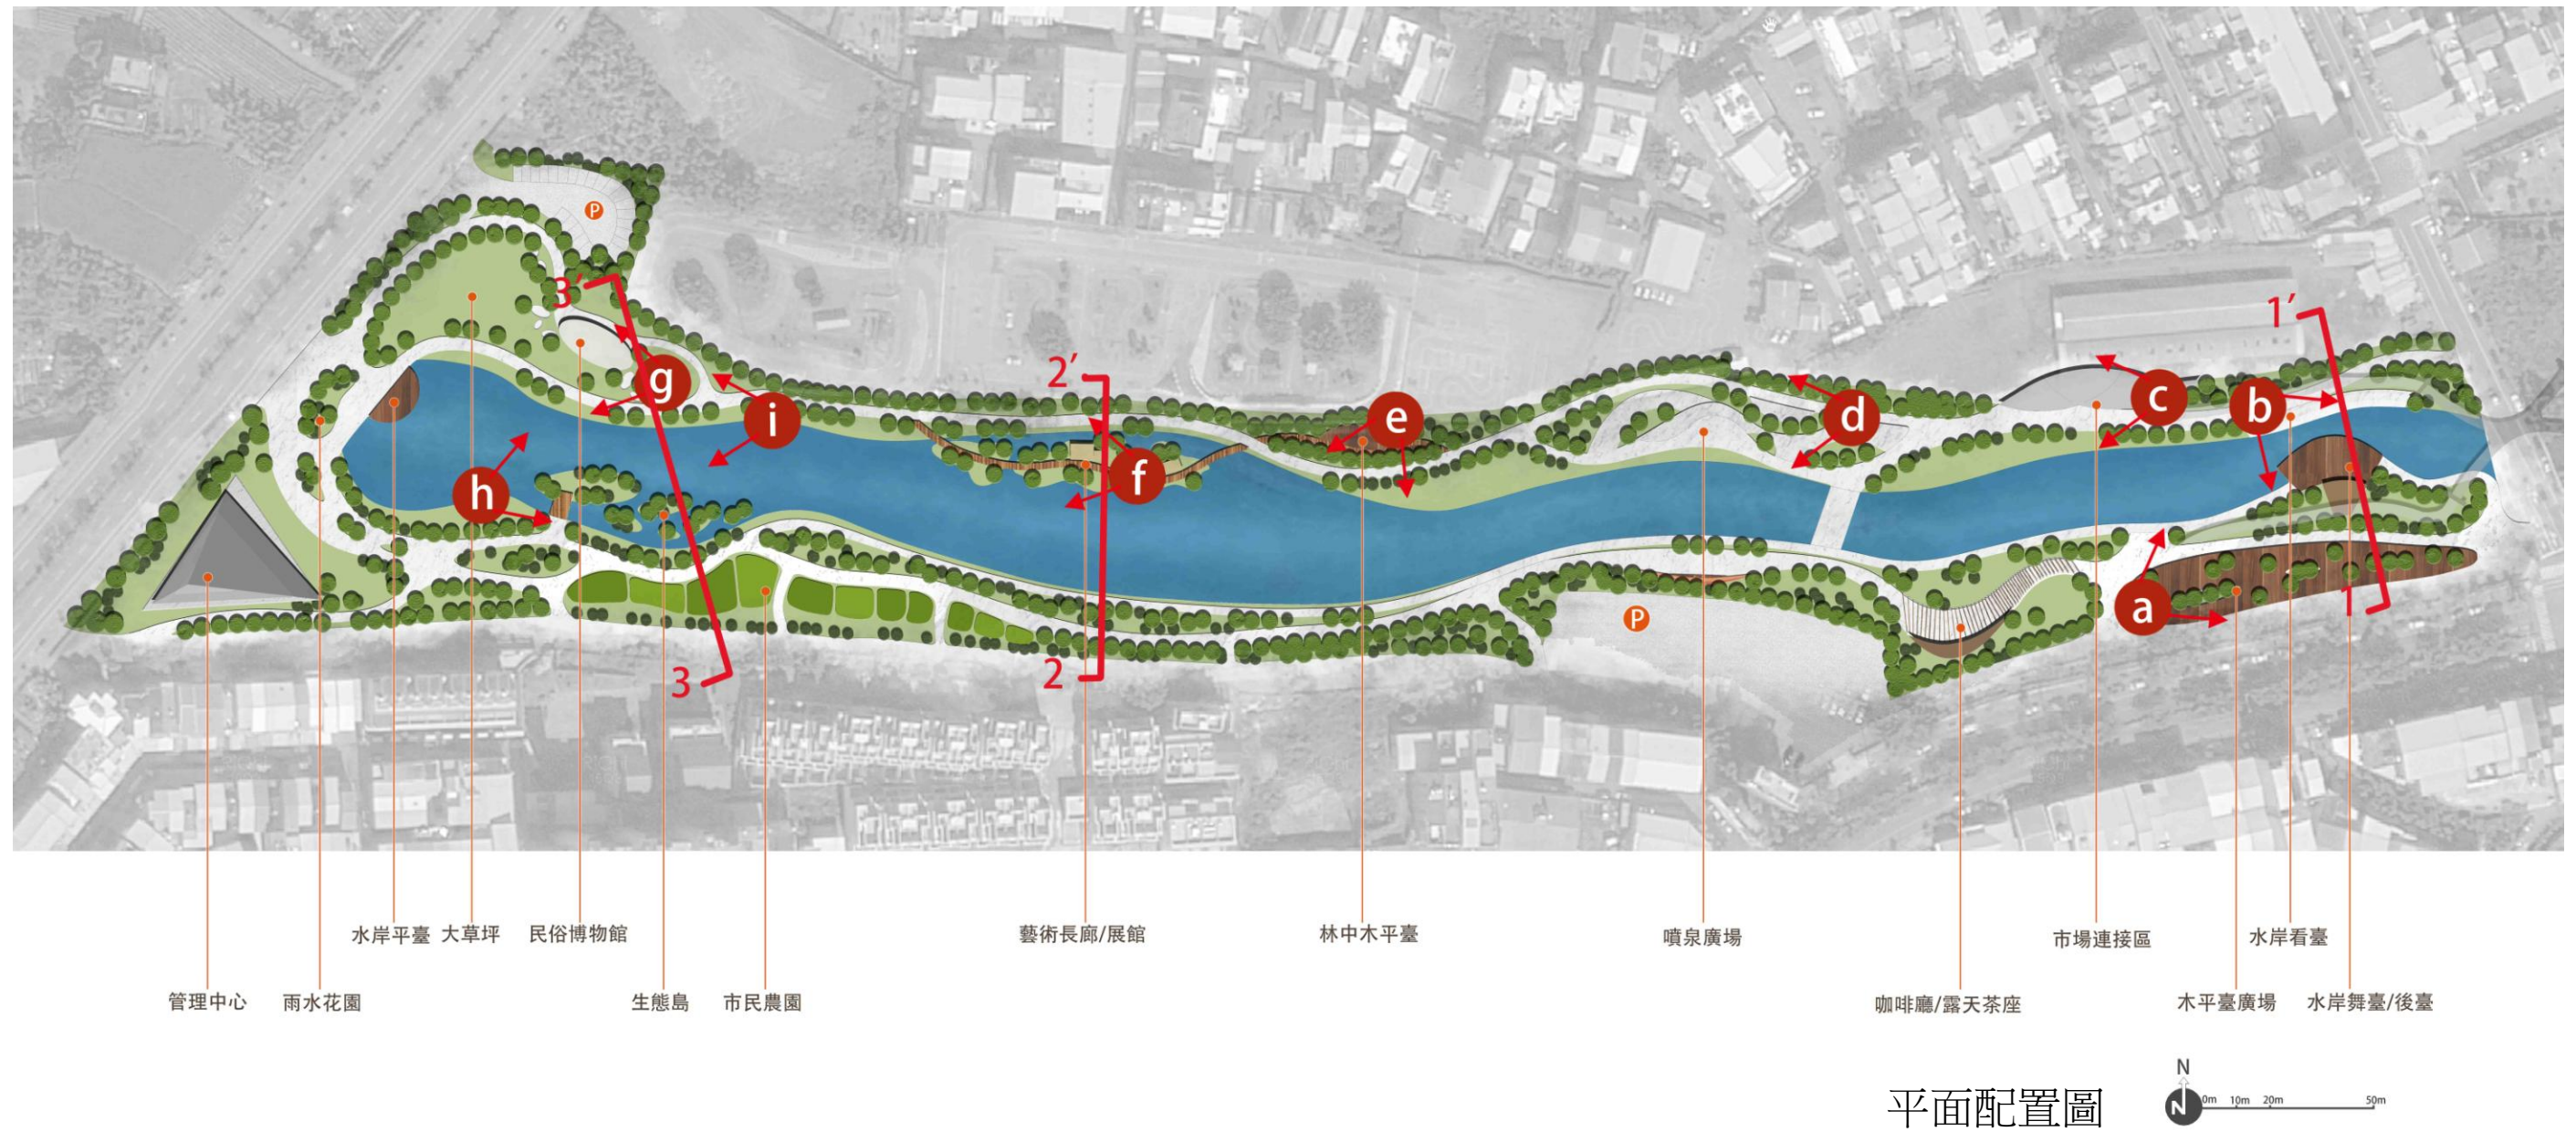 P
3′
1′
2′
g
i
e
d
c
b
h
f
3
2
P
a
1
水岸平臺
大草坪
民俗博物館
藝術長廊/展館
林中木平臺
噴泉廣場
市場連接區
水岸看臺
管理中心
雨水花園
生態島
市民農園
咖啡廳/露天茶座
木平臺廣場
水岸舞臺/後臺
平面配置圖
N
N
0m 10m 20m 50m